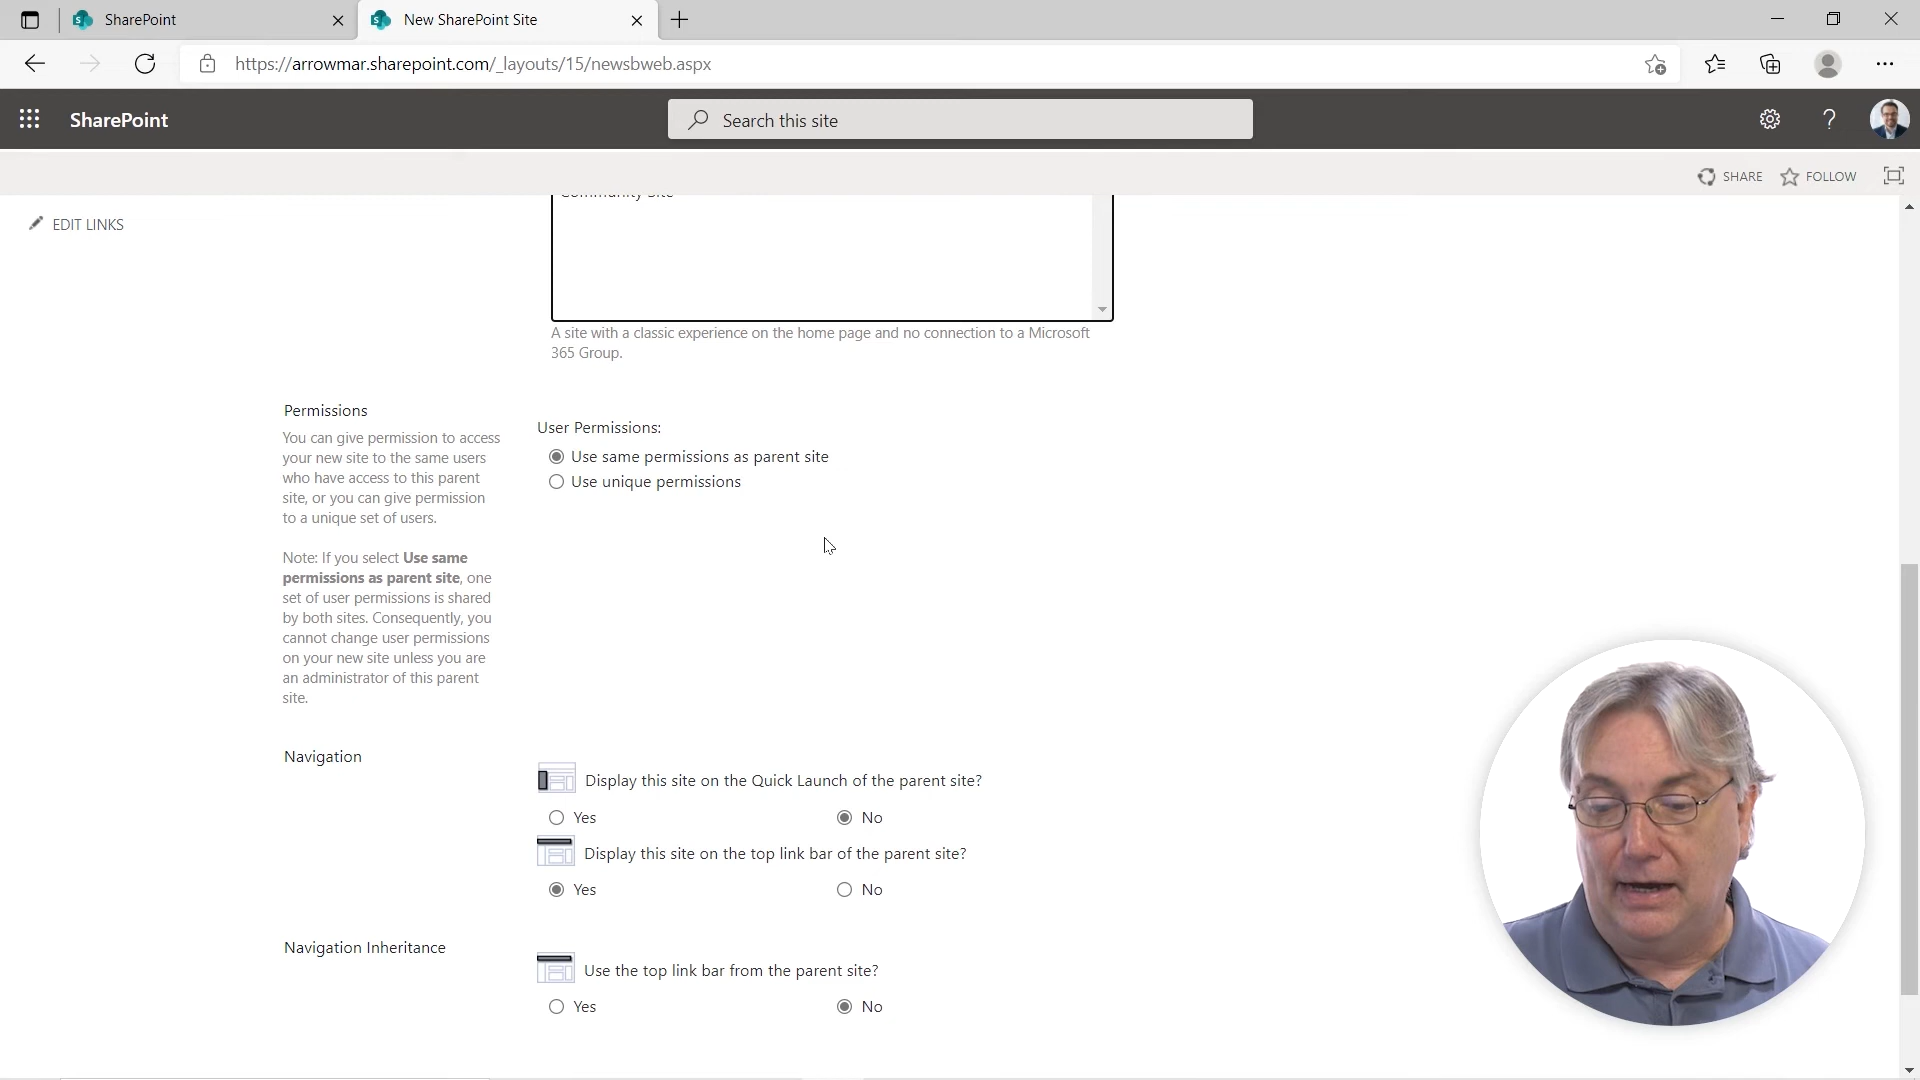 SharePoint
New SharePoint Site
https://arrowmar.sharepoint.com/_layouts/15/newsbweb.aspx
SharePoint
Search this site
SHARE
FOLLOW
EDIT LINKS
Community Site
A site with a classic experience on the home page and no connection to a Microsoft
365 Group.
Permissions
You can give permission to access
your new site to the same users
who have access to this parent
site, or you can give permission
to a unique set of users.
Note: If you select Use same
permissions as parent site, one
set of user permissions is shared
by both sites. Consequently, you
cannot change user permissions
on your new site unless you are
an administrator of this parent
site.
User Permissions:
Use same permissions as parent site
Use unique permissions
Navigation
Display this site on the Quick Launch of the parent site?
Yes No
Display this site on the top link bar of the parent site?
Yes No
Navigation Inheritance
Use the top link bar from the parent site?
Yes No